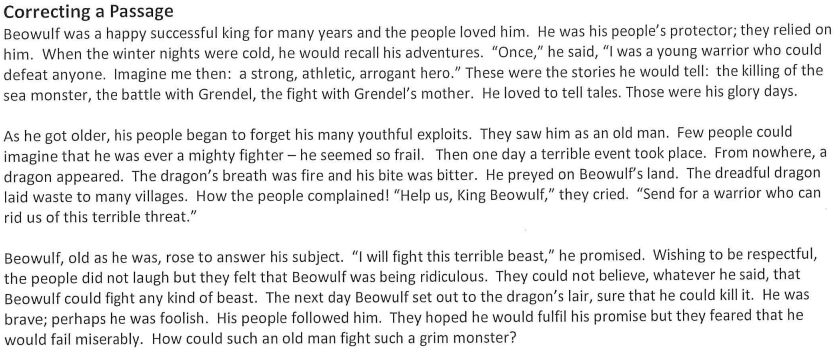 Correcting a Passage
Beowulf was a happy successful king for many years and the people loved him. He was his people's protector; they relied on
him. When the winter nights were cold, he would recall his adventures. "Once," he said, "I was a young warrior who could
defeat anyone. Imagine me then: a strong, athletic, arrogant hero." These were the stories he would tell: the killing of the
sea monster, the battle with Grendel, the fight with Grendel's mother. He loved to tell tales. Those were his glory days.
As he got older, his people began to forget his many youthful exploits. They saw him as an old man. Few people could
imagine that he was ever a mighty fighter – he seemed so frail. Then one day a terrible event took place. From nowhere, a
dragon appeared. The dragon's breath was fire and his bite was bitter. He preyed on Beowulf's land. The dreadful dragon
laid waste to many villages. How the people complained! "Help us, King Beowulf," they cried. "Send for a warrior who can
rid us of this terrible threat."
Beowulf, old as he was, rose to answer his subject. "I will fight this terrible beast," he promised. Wishing to be respectful,
the people did not laugh but they felt that Beowulf was being ridiculous. They could not believe, whatever he said, that
Beowulf could fight any kind of beast. The next day Beowulf set out to the dragon's lair, sure that he could kill it. He was
brave; perhaps he was foolish. His people followed him. They hoped he would fulfil his promise but they feared that he
would fail miserably. How could such an old man fight such a grim monster?